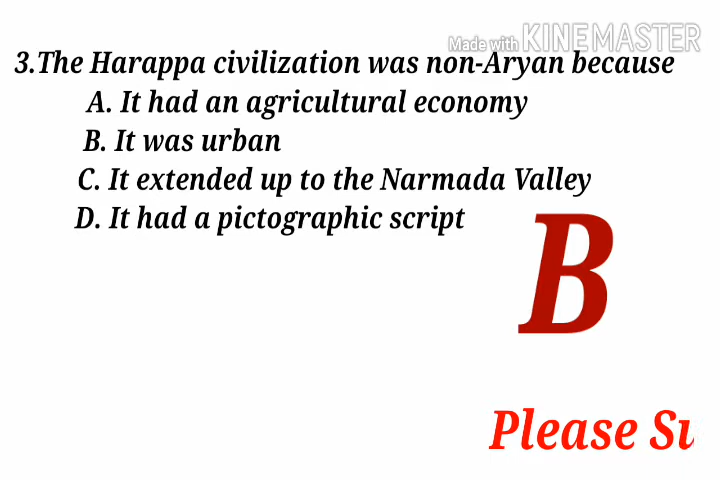 Made with KINEMASTER
3.The Harappa civilization was non-Aryan because
A. It had an agricultural economy
B. It was urban
C. It extended up to the Narmada Valley
D. It had a pictographic script
B
Please